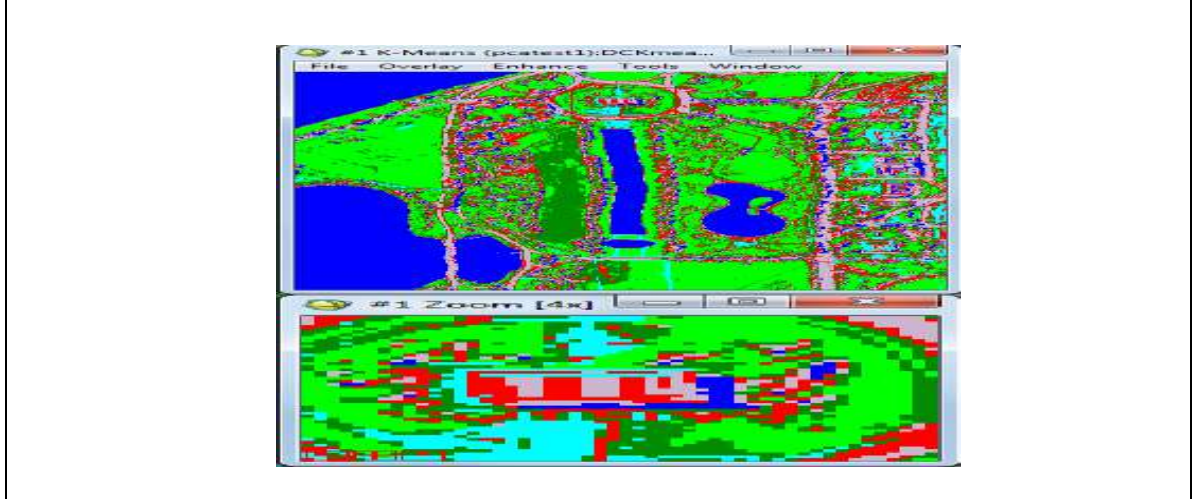 #1 K-Means (pcatest1):DCKmea...
File Overlay Enhance Tools Window
#1 Zoom [4x]